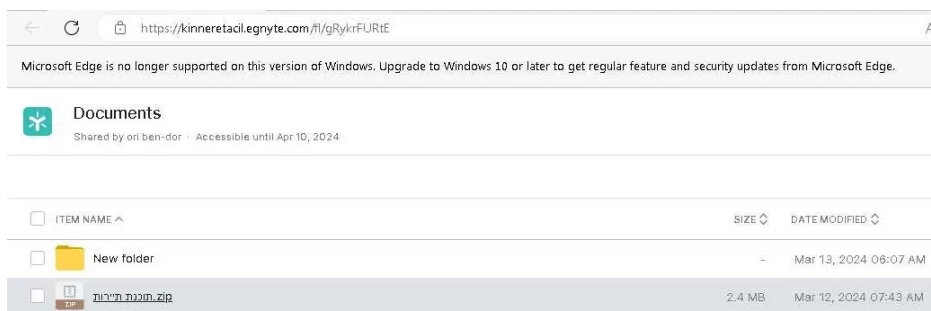 https://kinneretacil.egnyte.com/fl/gRykrFURtE
Microsoft Edge is no longer supported on this version of Windows. Upgrade to Windows 10 or later to get regular feature and security updates from Microsoft Edge.
Documents
Shared by ori ben-dor · Accessible until Apr 10, 2024
ITEM NAME SIZE DATE MODIFIED
New folder - Mar 13, 2024 06:07 AM
ZIP תוכנת תיירות.zip 2.4 MB Mar 12, 2024 07:43 AM